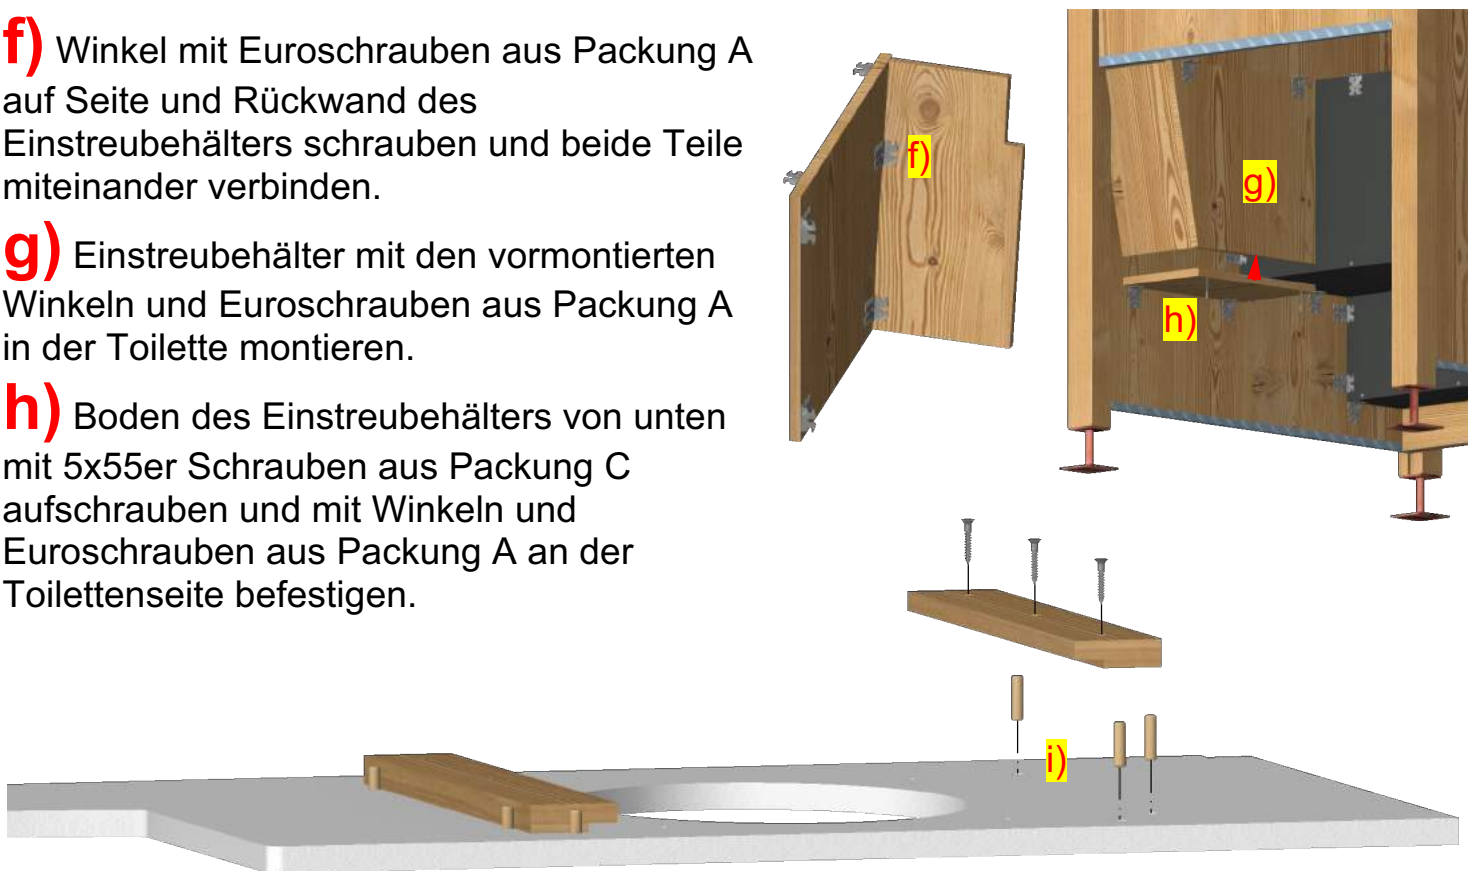 f) Winkel mit Euroschrauben aus Packung A
auf Seite und Rückwand des
Einstreubehälters schrauben und beide Teile
miteinander verbinden.
g) Einstreubehälter mit den vormontierten
Winkeln und Euroschrauben aus Packung A
in der Toilette montieren.
h) Boden des Einstreubehälters von unten
mit 5x55er Schrauben aus Packung C
aufschrauben und mit Winkeln und
Euroschrauben aus Packung A an der
Toilettenseite befestigen.
f)
g)
h)
i)